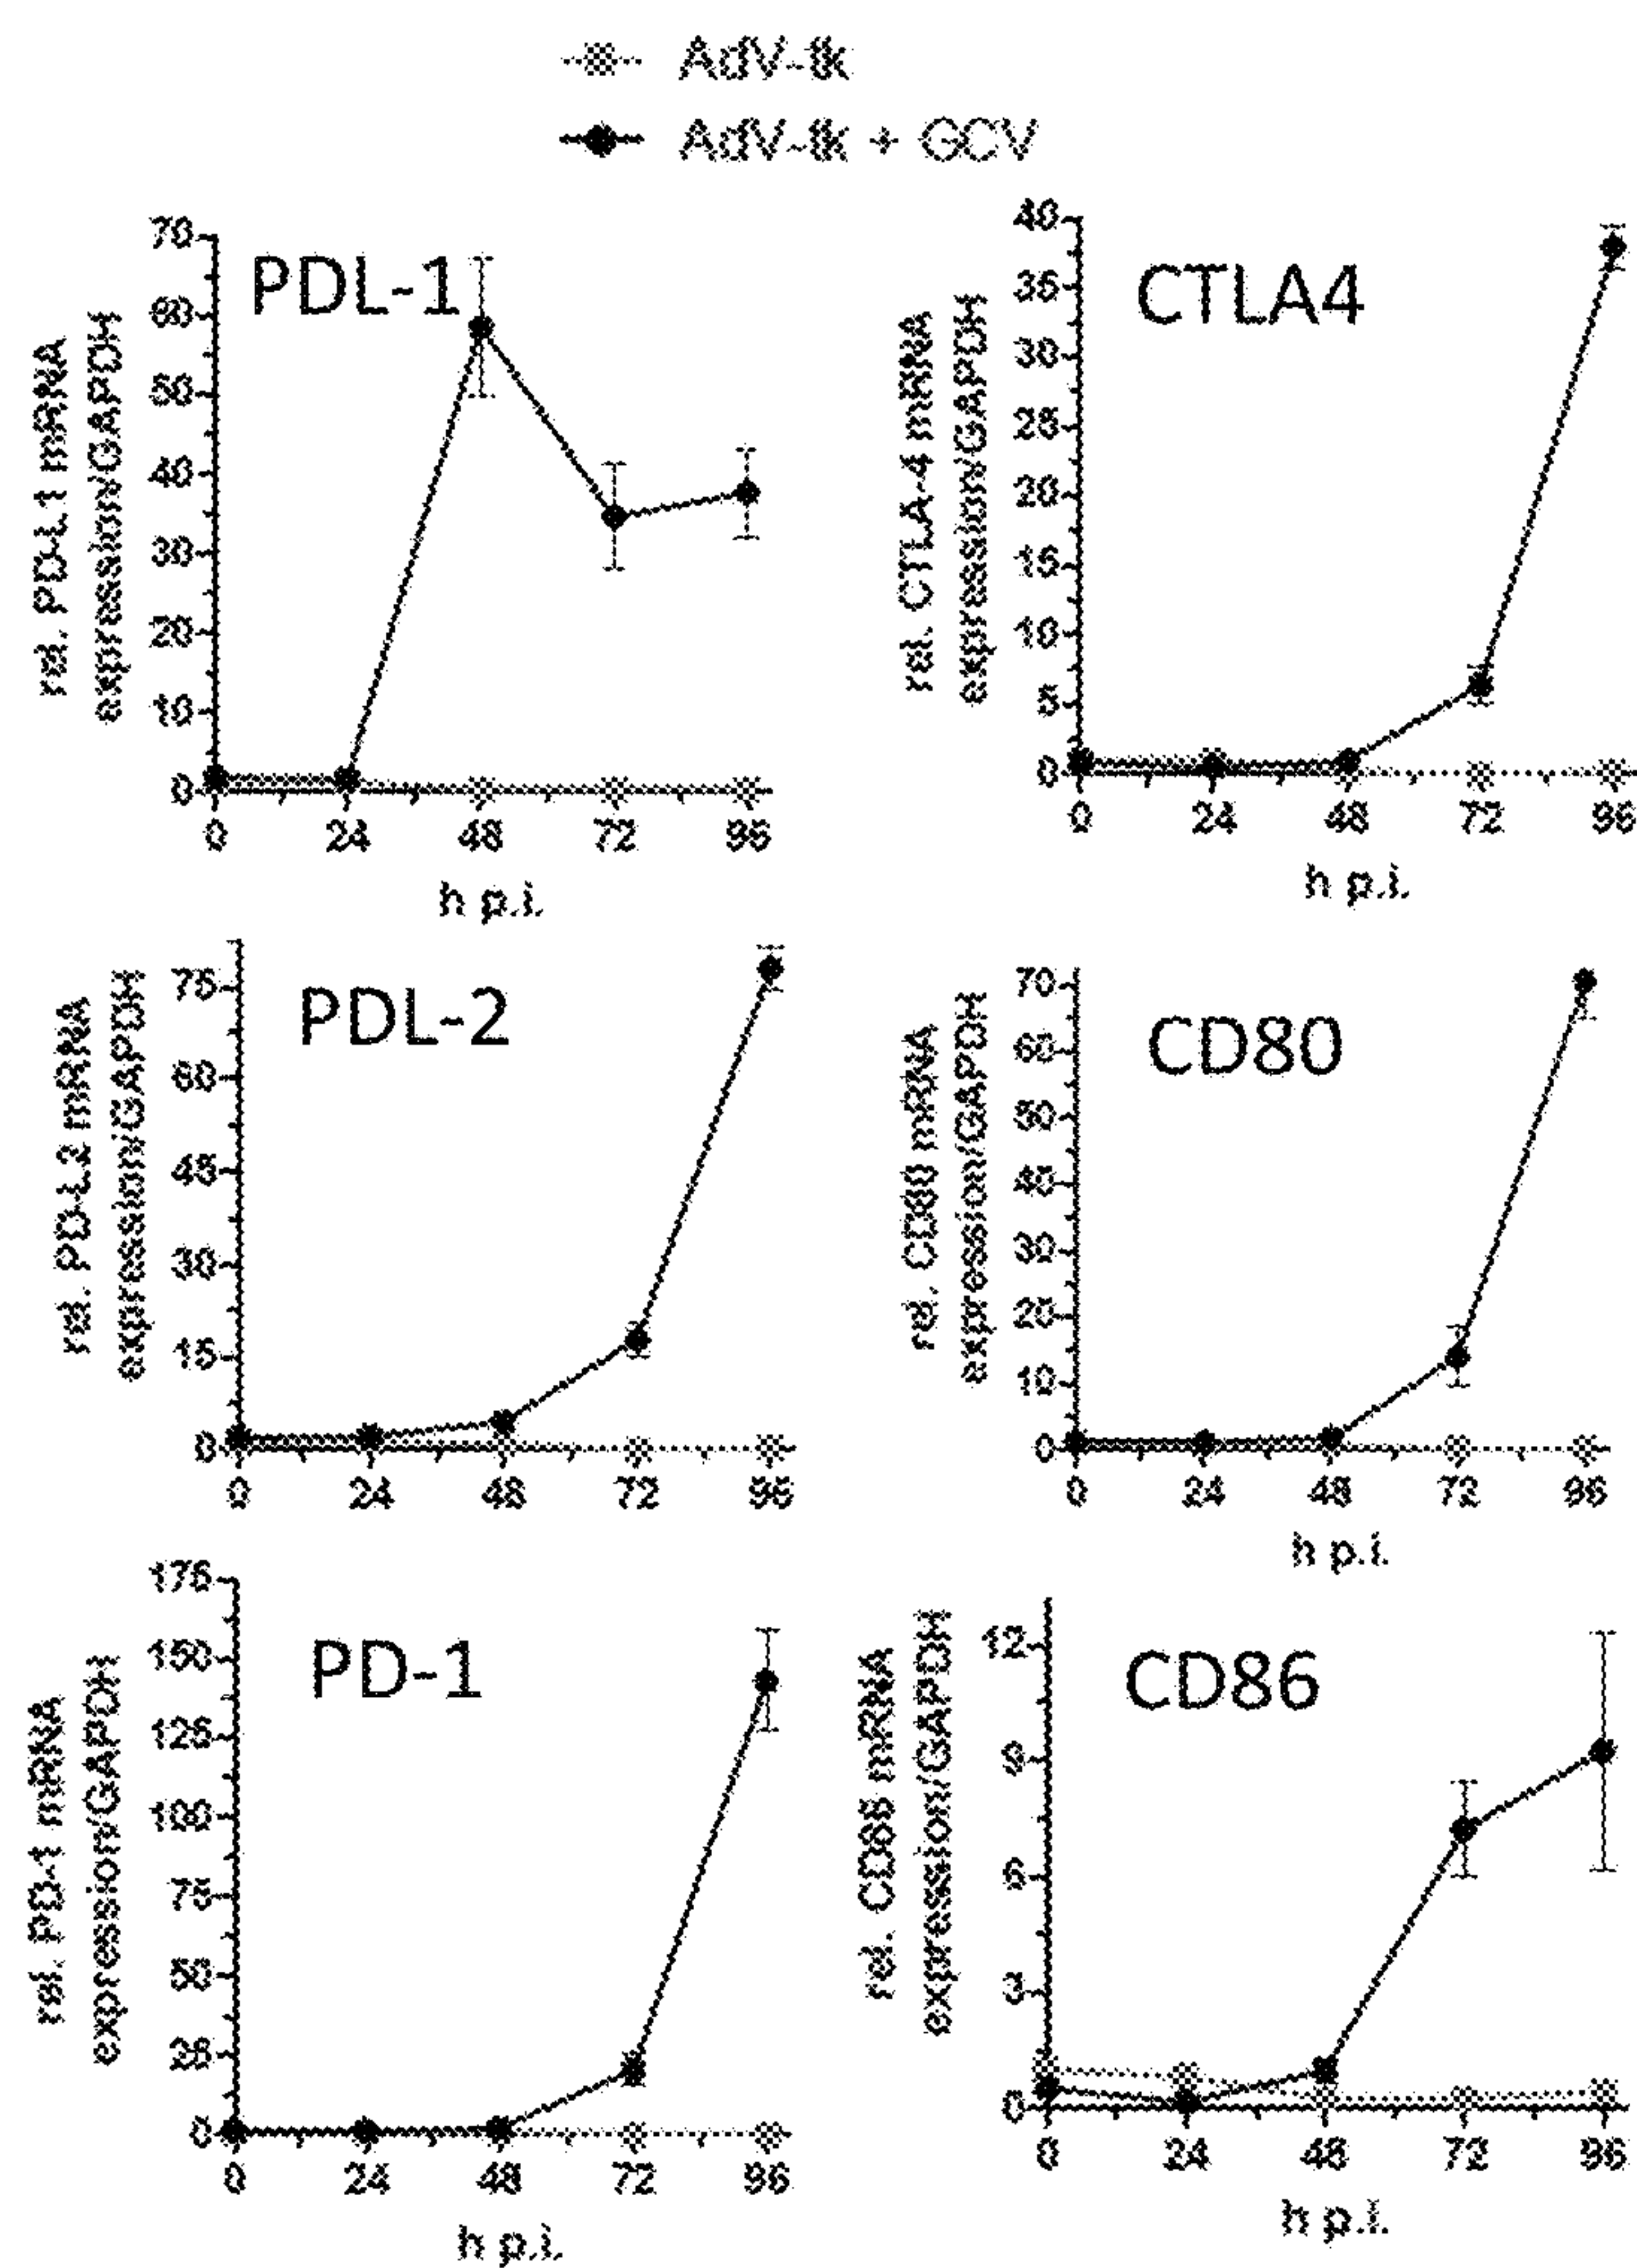 AdV-tk
AdV-tk + GCV
PDL-1
rel. PD-L1 mRNA
expression/GAPDH
70
60
50
40
30
20
10
0
0 24 48 72 96
h p.i.
CTLA4
rel. CTLA-4 mRNA
expression/GAPDH
40
35
30
25
20
15
10
5
0
0 24 48 72 96
h p.i.
PDL-2
rel. PD-L2 mRNA
expression/GAPDH
75
60
45
30
15
0
0 24 48 72 96
CD80
rel. CD80 mRNA
expression/GAPDH
70
60
50
40
30
20
10
0
0 24 48 72 96
h p.i.
PD-1
rel. PD-1 mRNA
expression/GAPDH
175
150
125
100
75
50
25
0
0 24 48 72 96
h p.i.
CD86
rel. CD86 mRNA
expression/GAPDH
12
9
6
3
0
0 24 48 72 96
h p.i.